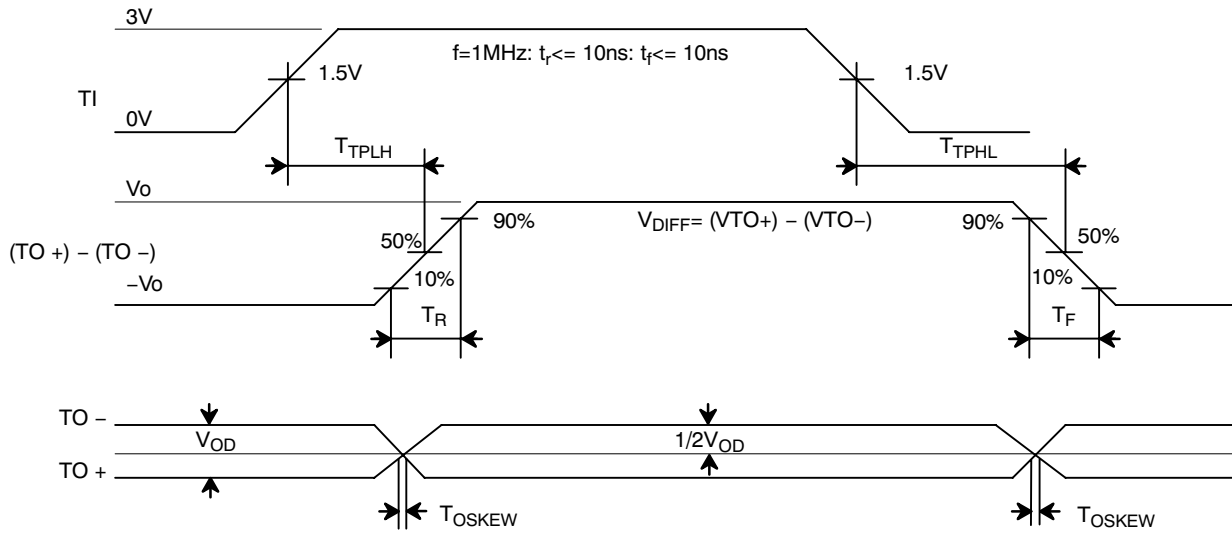 3V
f=1MHz: tr<= 10ns: tf<= 10ns
1.5V
1.5V
TI
0V
TTPLH
TTPHL
Vo
90%
VDIFF= (VTO+) − (VTO−)
90%
50%
50%
(TO +) − (TO −)
10%
10%
−Vo
TR
TF
TO −
VOD
1/2VOD
TO +
TOSKEW
TOSKEW